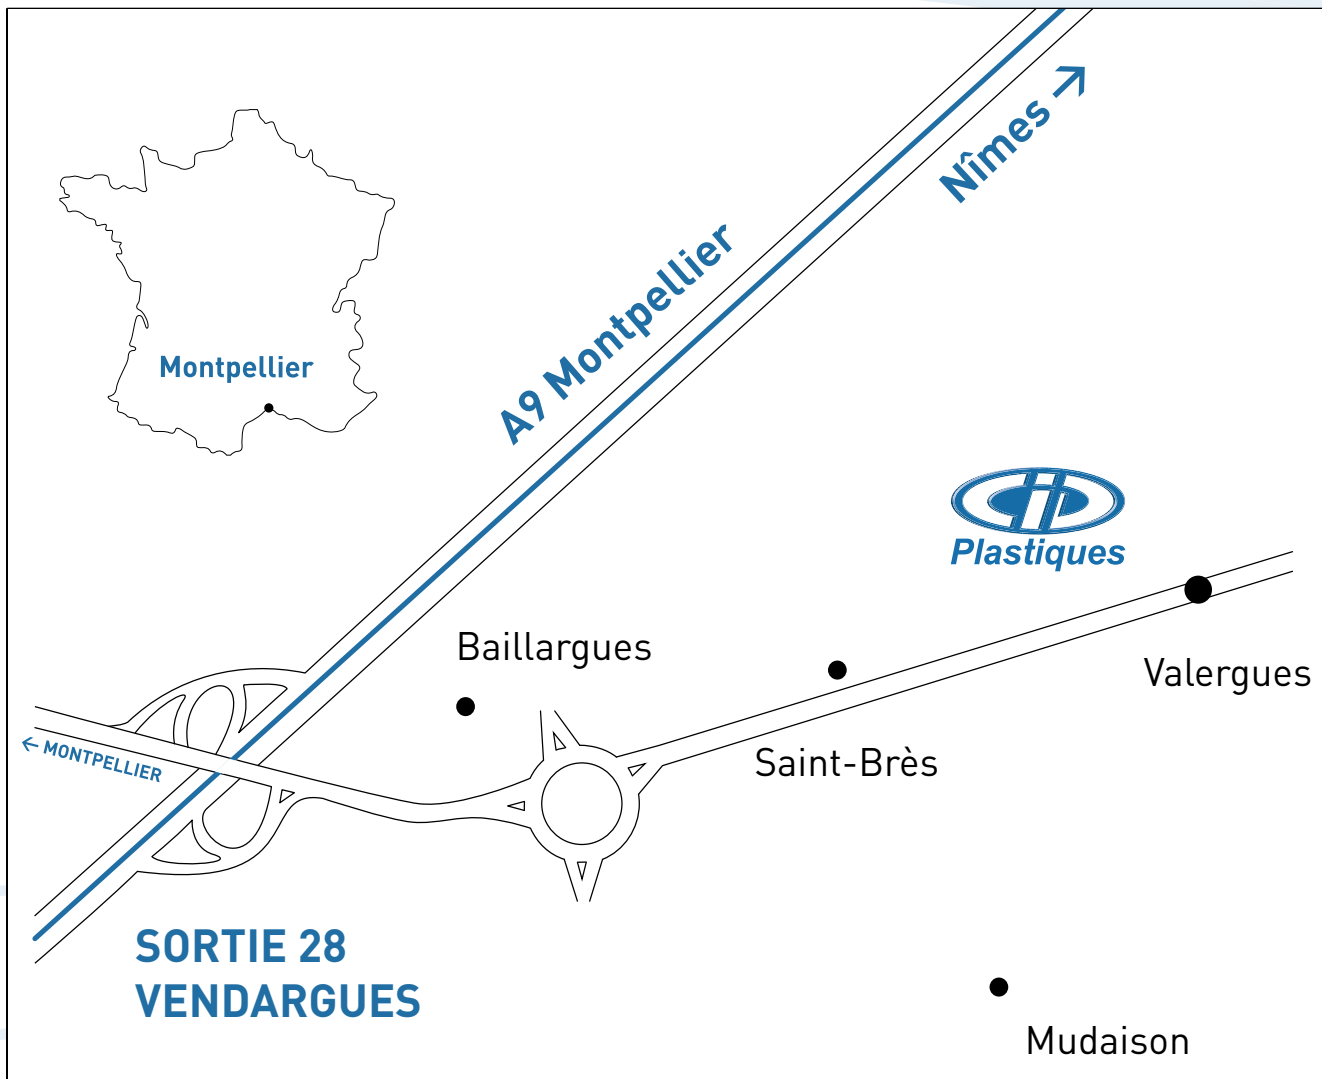 Nîmes →
A9 Montpellier
Montpellier
Plastiques
Baillargues
Valergues
← MONTPELLIER
Saint-Brès
SORTIE 28
VENDARGUES
Mudaison